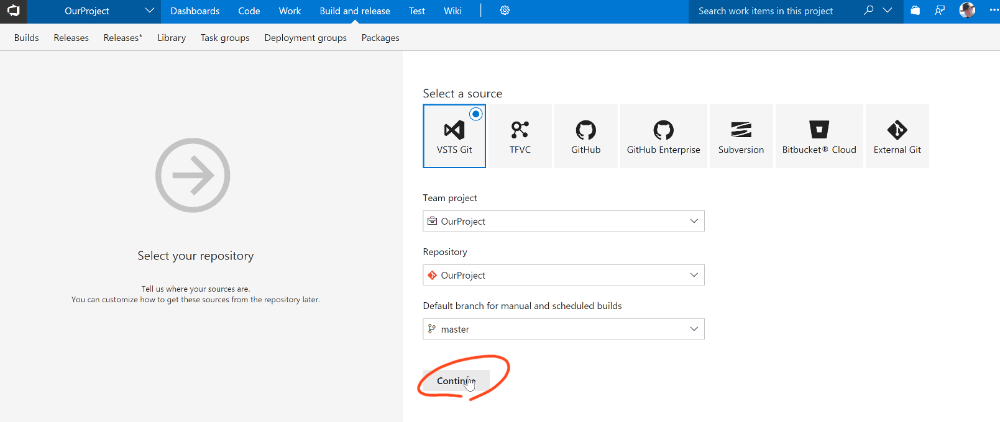 OurProject Dashboards Code Work Build and release Test Wiki Search work items in this project
Builds Releases Releases* Library Task groups Deployment groups Packages
Select your repository
Tell us where your sources are.
You can customize how to get these sources from the repository later.
Select a source
VSTS Git TFVC GitHub GitHub Enterprise Subversion Bitbucket® Cloud External Git
Team project
OurProject
Repository
OurProject
Default branch for manual and scheduled builds
master
Continue